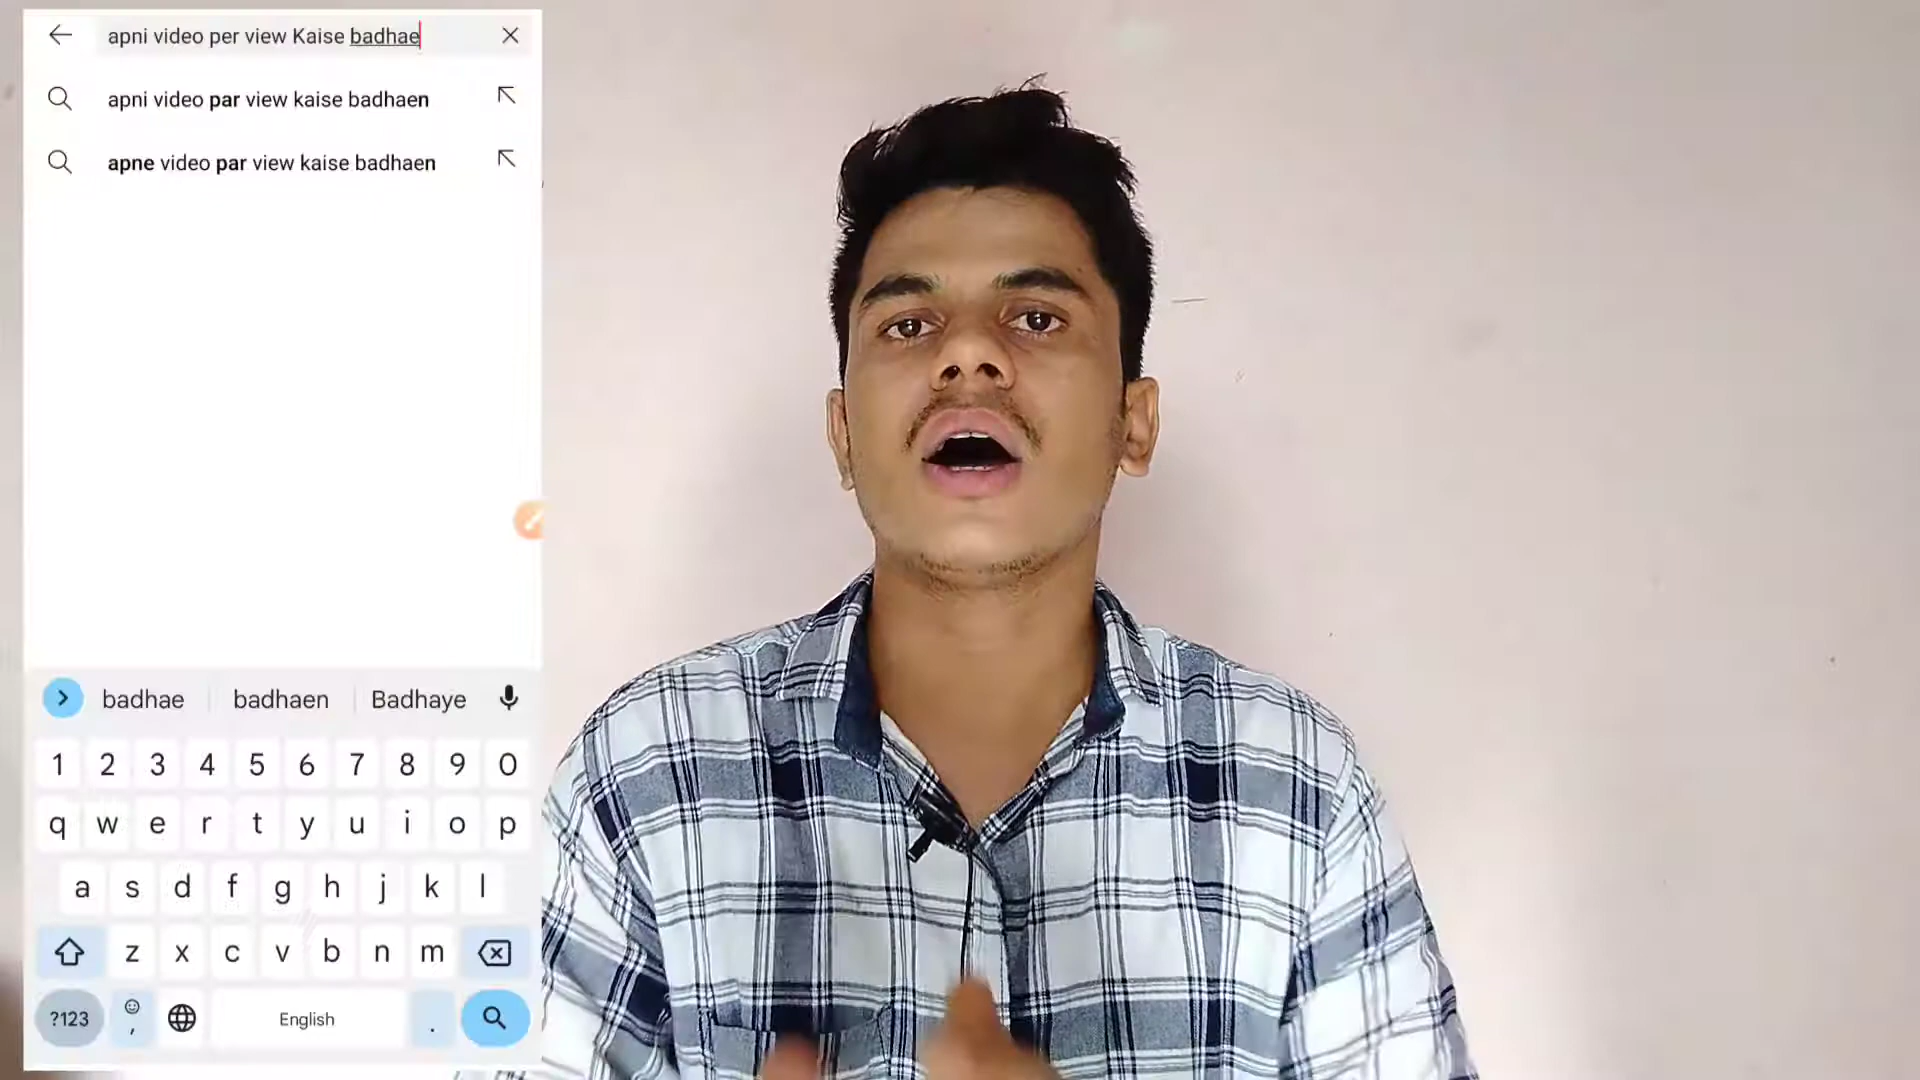 apni video per view Kaise badhae
apni video par view kaise badhaen
apne video par view kaise badhaen
badhae badhaen Badhaye
1 2 3 4 5 6 7 8 9 0
q w e r t y u i o p
a s d f g h j k l
z x c v b n m
?123 , English .